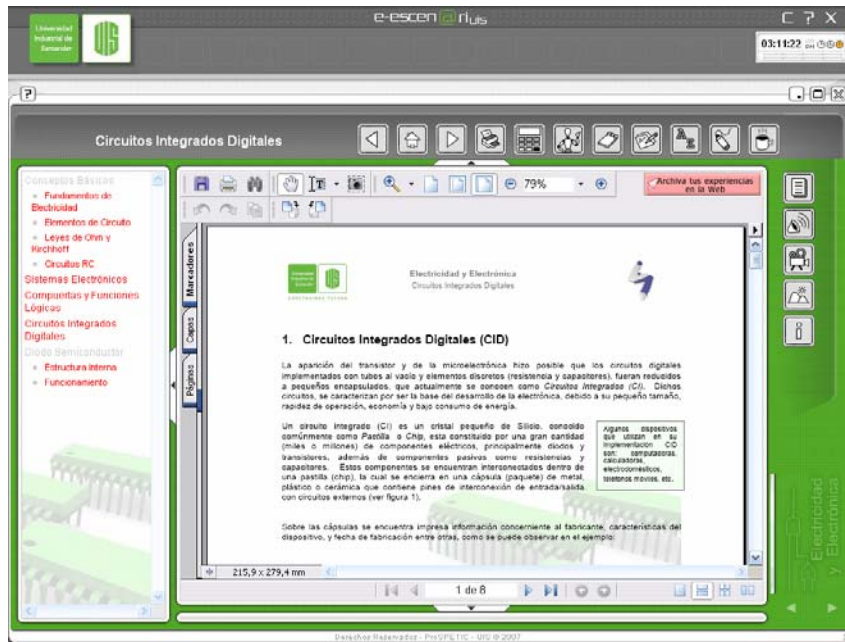 Universidad
Industrial de
Santander
UIS
e-escen@ri uis
C ? X
03:11:22
?
Circuitos Integrados Digitales
Conceptos Básicos
Fundamentos de
Electricidad
Elementos de Circuito
Leyes de Ohm y
Kirchhoff
Circuitos RC
Sistemas Electrónicos
Compuertas y Funciones
Lógicas
Circuitos Integrados
Digitales
Diodo Semiconductor
Estructura Interna
Funcionamiento
79%
Archiva tus experiencias
en la Web
Marcadores
Capas
Páginas
Electricidad y Electrónica
Circuitos Integrados Digitales
1. Circuitos Integrados Digitales (CID)
La aparición del transistor y de la microelectrónica hizo posible que los circuitos digitales
implementados con tubos al vacío y elementos discretos (resistencia y capacitores), fueran reducidos
a pequeños encapsulados, que actualmente se conocen como Circuitos Integrados (CI). Dichos
circuitos, se caracterizan por ser la base del desarrollo de la electrónica, debido a su pequeño tamaño,
rapidez de operación, economía y bajo consumo de energía.
Un circuito integrado (CI) es un cristal pequeño de Silicio, conocido
comúnmente como Pastilla o Chip, esta constituido por una gran cantidad
(miles o millones) de componentes eléctricos, principalmente diodos y
transistores, además de componentes pasivos como resistencias y
capacitores. Estos componentes se encuentran interconectados dentro de
una pastilla (chip), la cual se encierra en una cápsula (paquete) de metal,
plástico o cerámica que contiene pines de interconexión de entrada/salida
con circuitos externos (ver figura 1).
Algunos dispositivos
que utilizan en su
implementación CID
son: computadoras,
calculadoras,
electrodomésticos,
teléfonos móviles, etc.
Sobre las cápsulas se encuentra impresa información concerniente al fabricante, características del
dispositivo, y fecha de fabricación entre otras, como se puede observar en el ejemplo:
215,9 x 279,4 mm
1 de 8
Electricidad
y Electrónica
Derechos Reservados - ProSPETIC - UIS © 2007